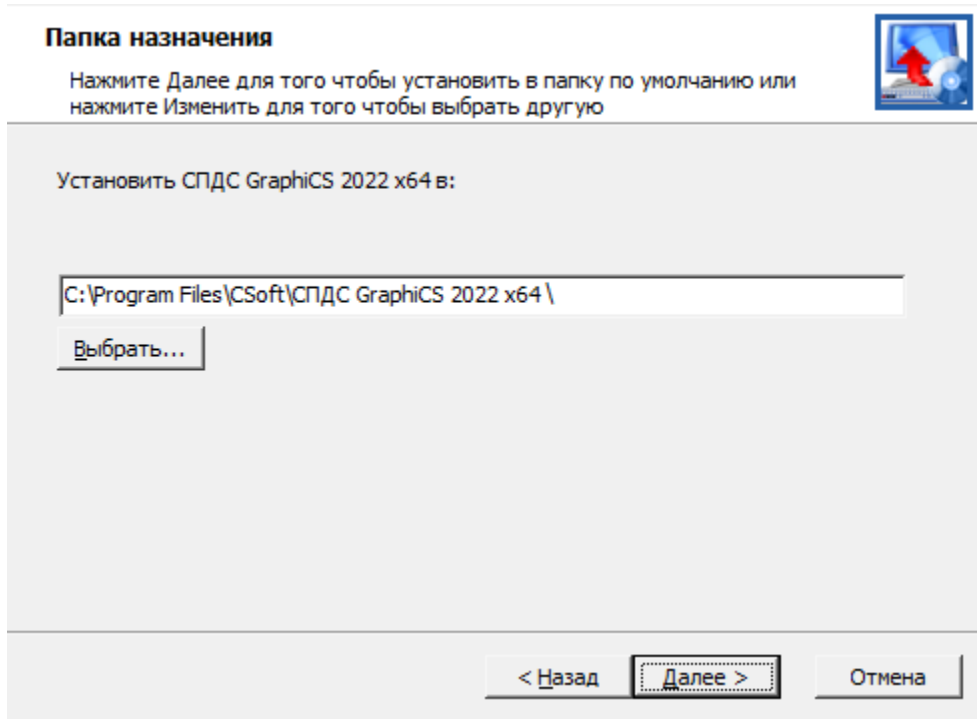 Папка назначения
Нажмите Далее для того чтобы установить в папку по умолчанию или
нажмите Изменить для того чтобы выбрать другую
Установить СПДС GraphiCS 2022 x64 в:
C:\Program Files\CSoft\СПДС GraphiCS 2022 x64\
Выбрать...
< Назад Далее > Отмена